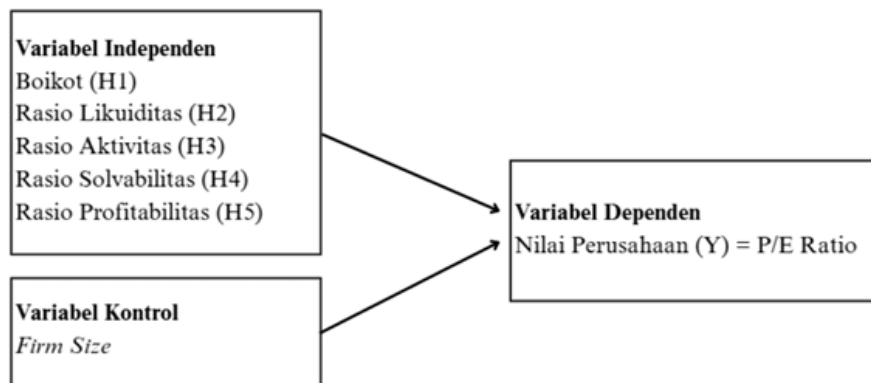 Variabel Independen
Boikot (H1)
Rasio Likuiditas (H2)
Rasio Aktivitas (H3)
Rasio Solvabilitas (H4)
Rasio Profitabilitas (H5)
Variabel Dependen
Nilai Perusahaan (Y) = P/E Ratio
Variabel Kontrol
Firm Size